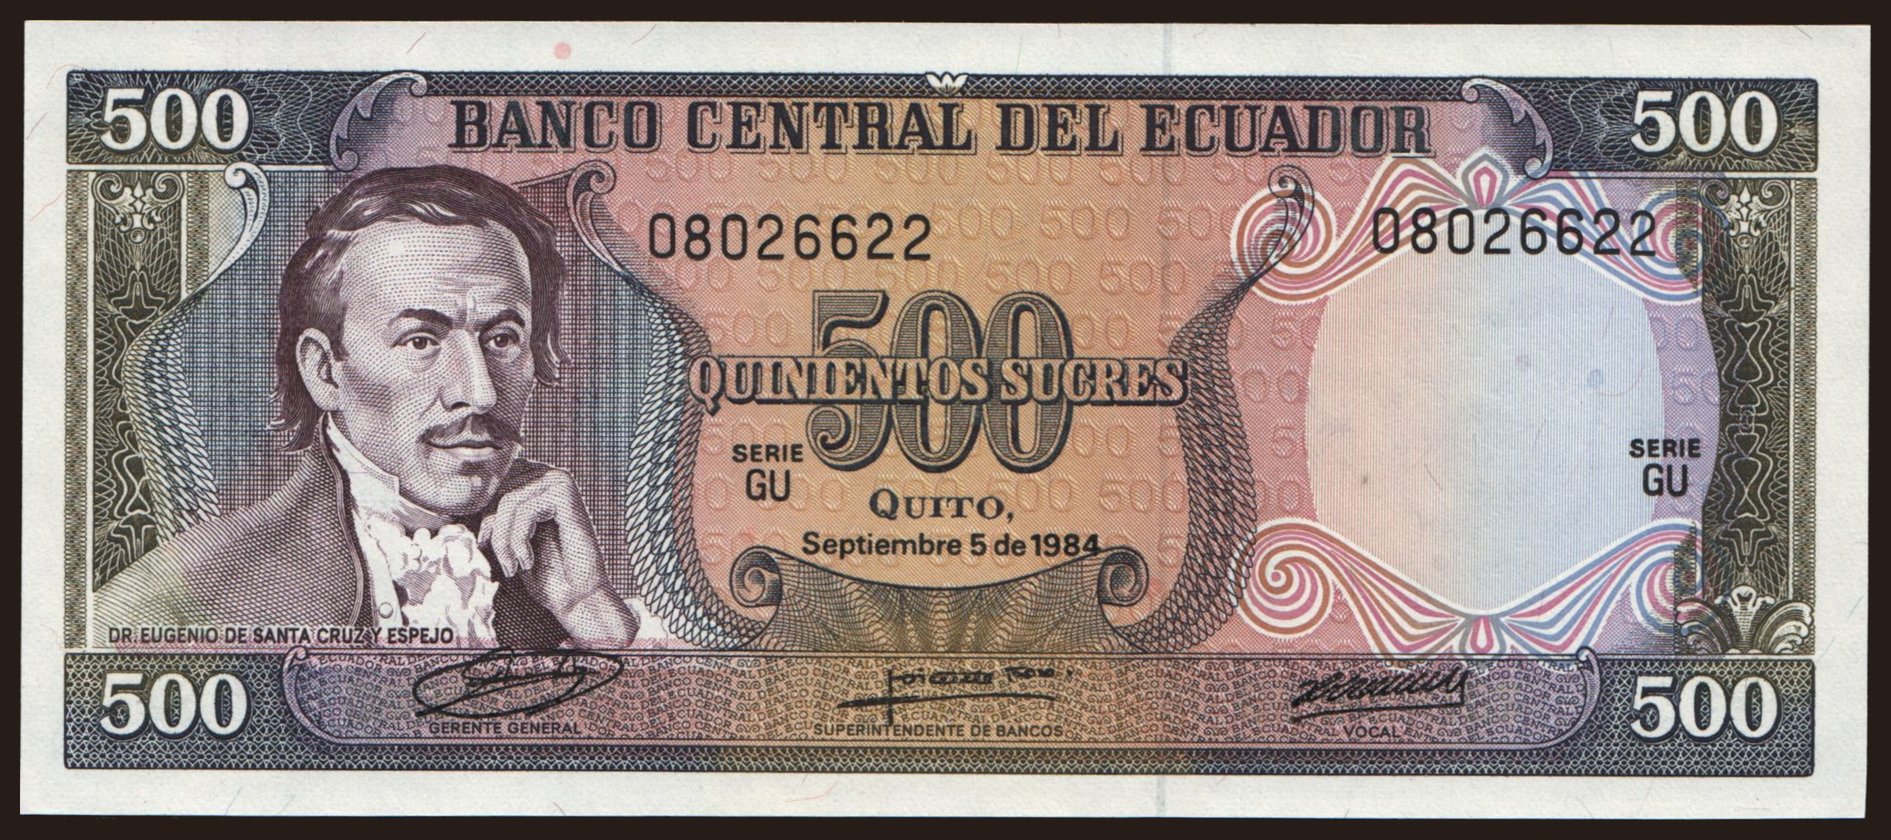 500 BANCO CENTRAL DEL ECUADOR 500
08026622 08026622
500
QUINIENTOS SUCRES
SERIE GU
SERIE GU
QUITO,
Septiembre 5 de 1984
DR. EUGENIO DE SANTA CRUZ Y ESPEJO
500 GERENTE GENERAL SUPERINTENDENTE DE BANCOS VOCAL 500